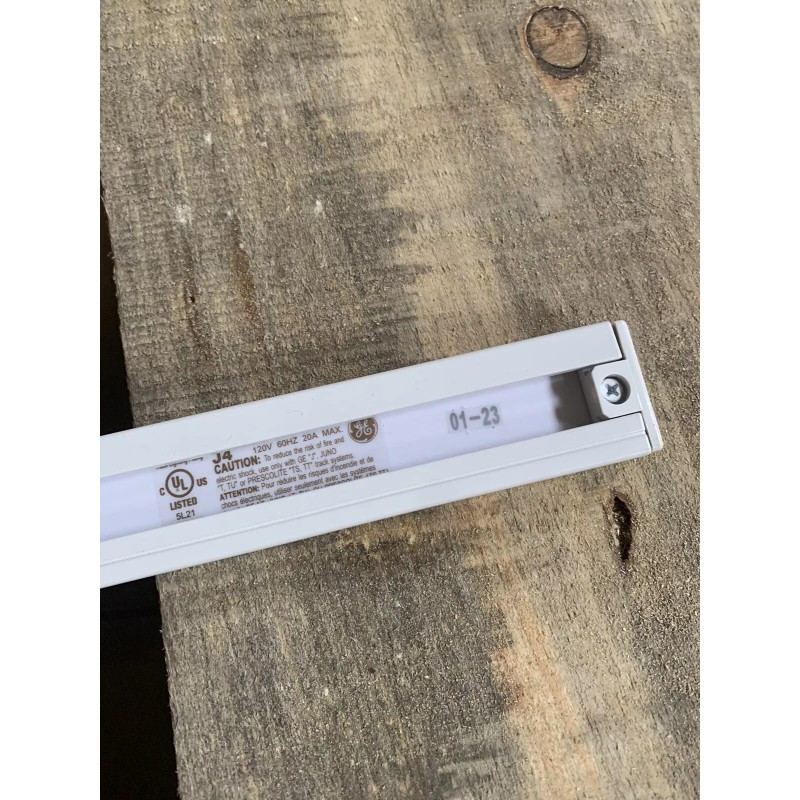 J4 120V 60HZ 20A MAX.
CAUTION: To reduce the risk of fire and
electric shock, use only with GE "J", JUNO
"T, TU" or PRESCOLITE "TS, TT" track systems.
ATTENTION: Pour réduire les risques d'incendie et de
chocs électriques, utiliser seulement avec les systèmes
C UL US
LISTED
5L21
GE
01-23